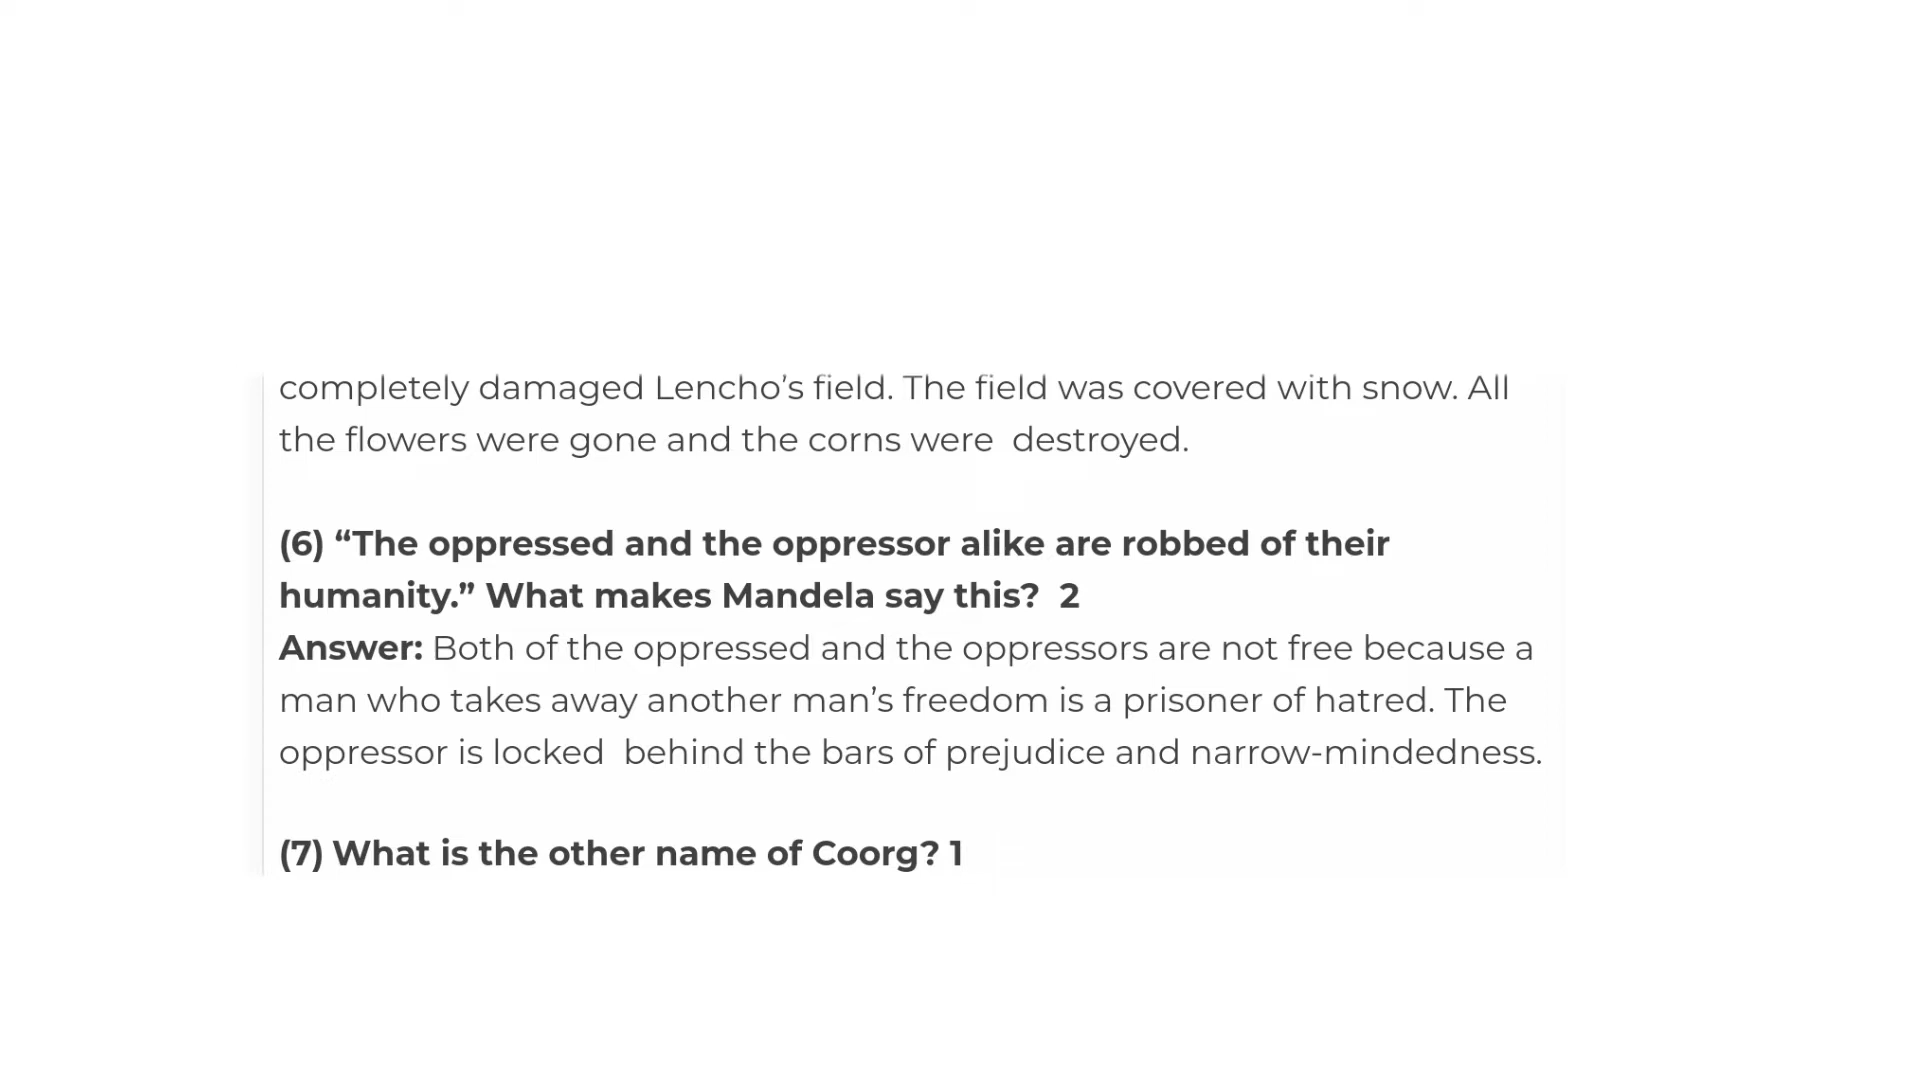 completely damaged Lencho’s field. The field was covered with snow. All
the flowers were gone and the corns were  destroyed.
(6) “The oppressed and the oppressor alike are robbed of their
humanity.” What makes Mandela say this?  2
Answer: Both of the oppressed and the oppressors are not free because a
man who takes away another man’s freedom is a prisoner of hatred. The
oppressor is locked  behind the bars of prejudice and narrow-mindedness.
(7) What is the other name of Coorg? 1